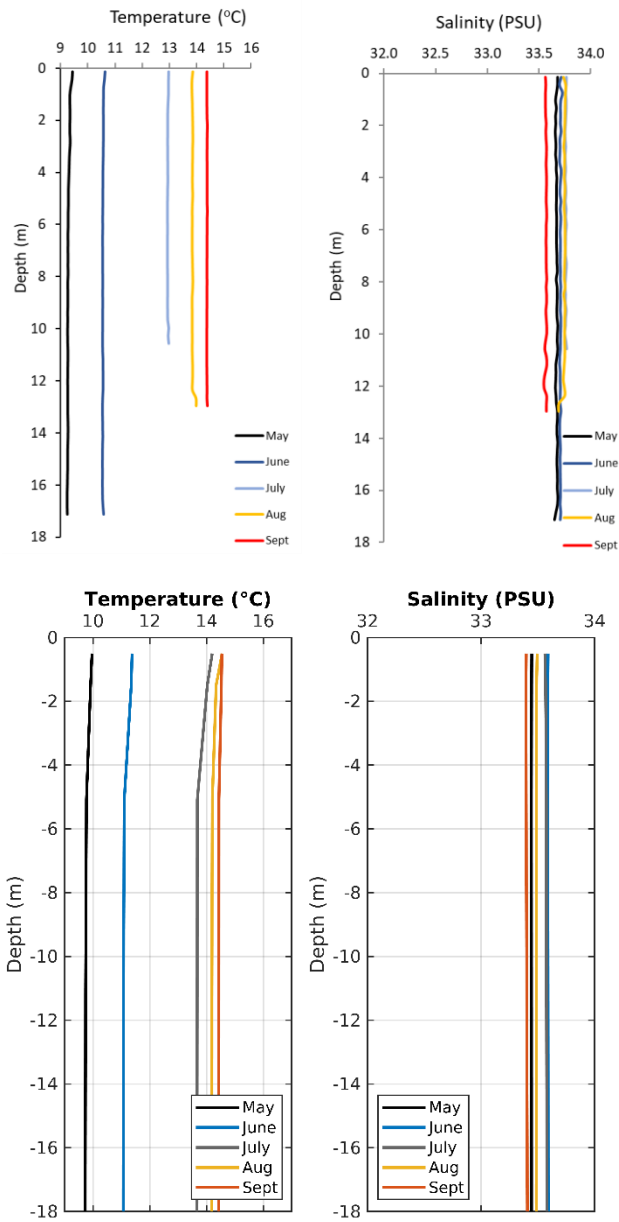 Temperature (°C)
9 10 11 12 13 14 15 16
0
2
4
6
8
10
12
14
16
18
Depth (m)
May
June
July
Aug
Sept
Salinity (PSU)
32.0 32.5 33.0 33.5 34.0
0
2
4
6
8
10
12
14
16
18
Depth (m)
May
June
July
Aug
Sept
Temperature (°C)
10 12 14 16
0
-2
-4
-6
-8
-10
-12
-14
-16
-18
Depth (m)
May
June
July
Aug
Sept
Salinity (PSU)
32 33 34
0
-2
-4
-6
-8
-10
-12
-14
-16
-18
Depth (m)
May
June
July
Aug
Sept